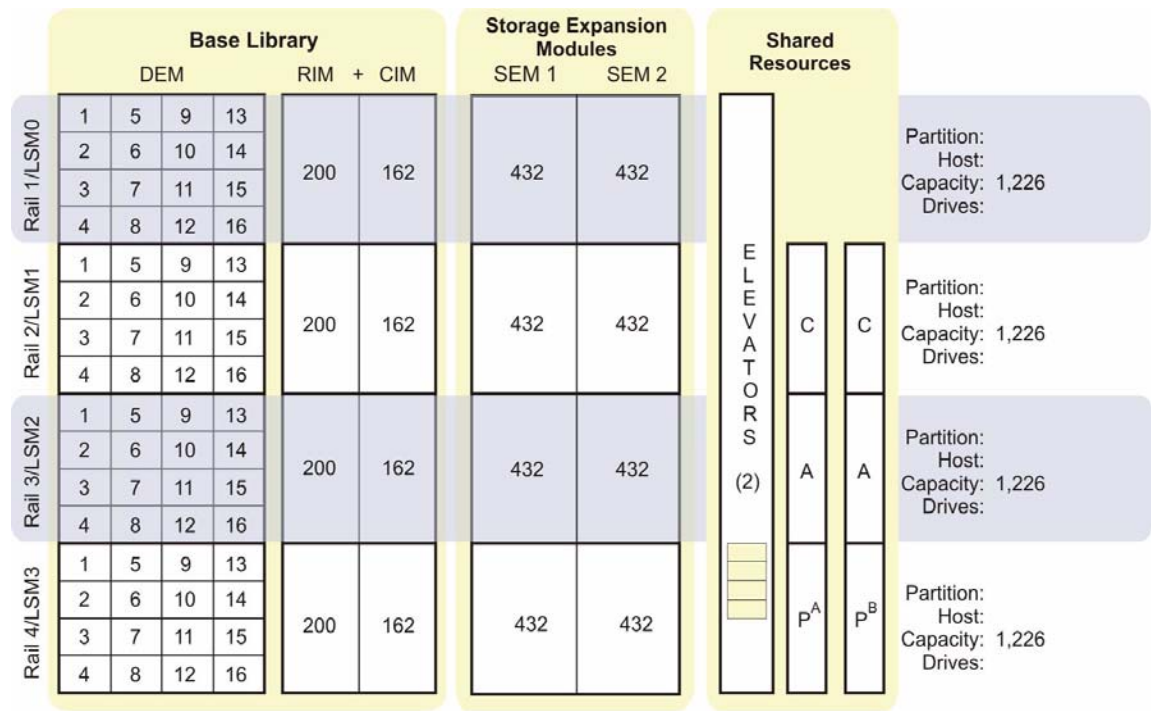 Base Library
Storage Expansion
Modules
Shared
Resources
DEM
RIM + CIM
SEM 1 SEM 2
Rail 1/LSM0
1 5 9 13
2 6 10 14
3 7 11 15
4 8 12 16
200 162 432 432
Partition:
Host:
Capacity: 1,226
Drives:
Rail 2/LSM1
1 5 9 13
2 6 10 14
3 7 11 15
4 8 12 16
200 162 432 432
Partition:
Host:
Capacity: 1,226
Drives:
Rail 3/LSM2
1 5 9 13
2 6 10 14
3 7 11 15
4 8 12 16
200 162 432 432
Partition:
Host:
Capacity: 1,226
Drives:
Rail 4/LSM3
1 5 9 13
2 6 10 14
3 7 11 15
4 8 12 16
200 162 432 432
Partition:
Host:
Capacity: 1,226
Drives:
ELEVATORS
(2)
C C
A A
P^A P^B